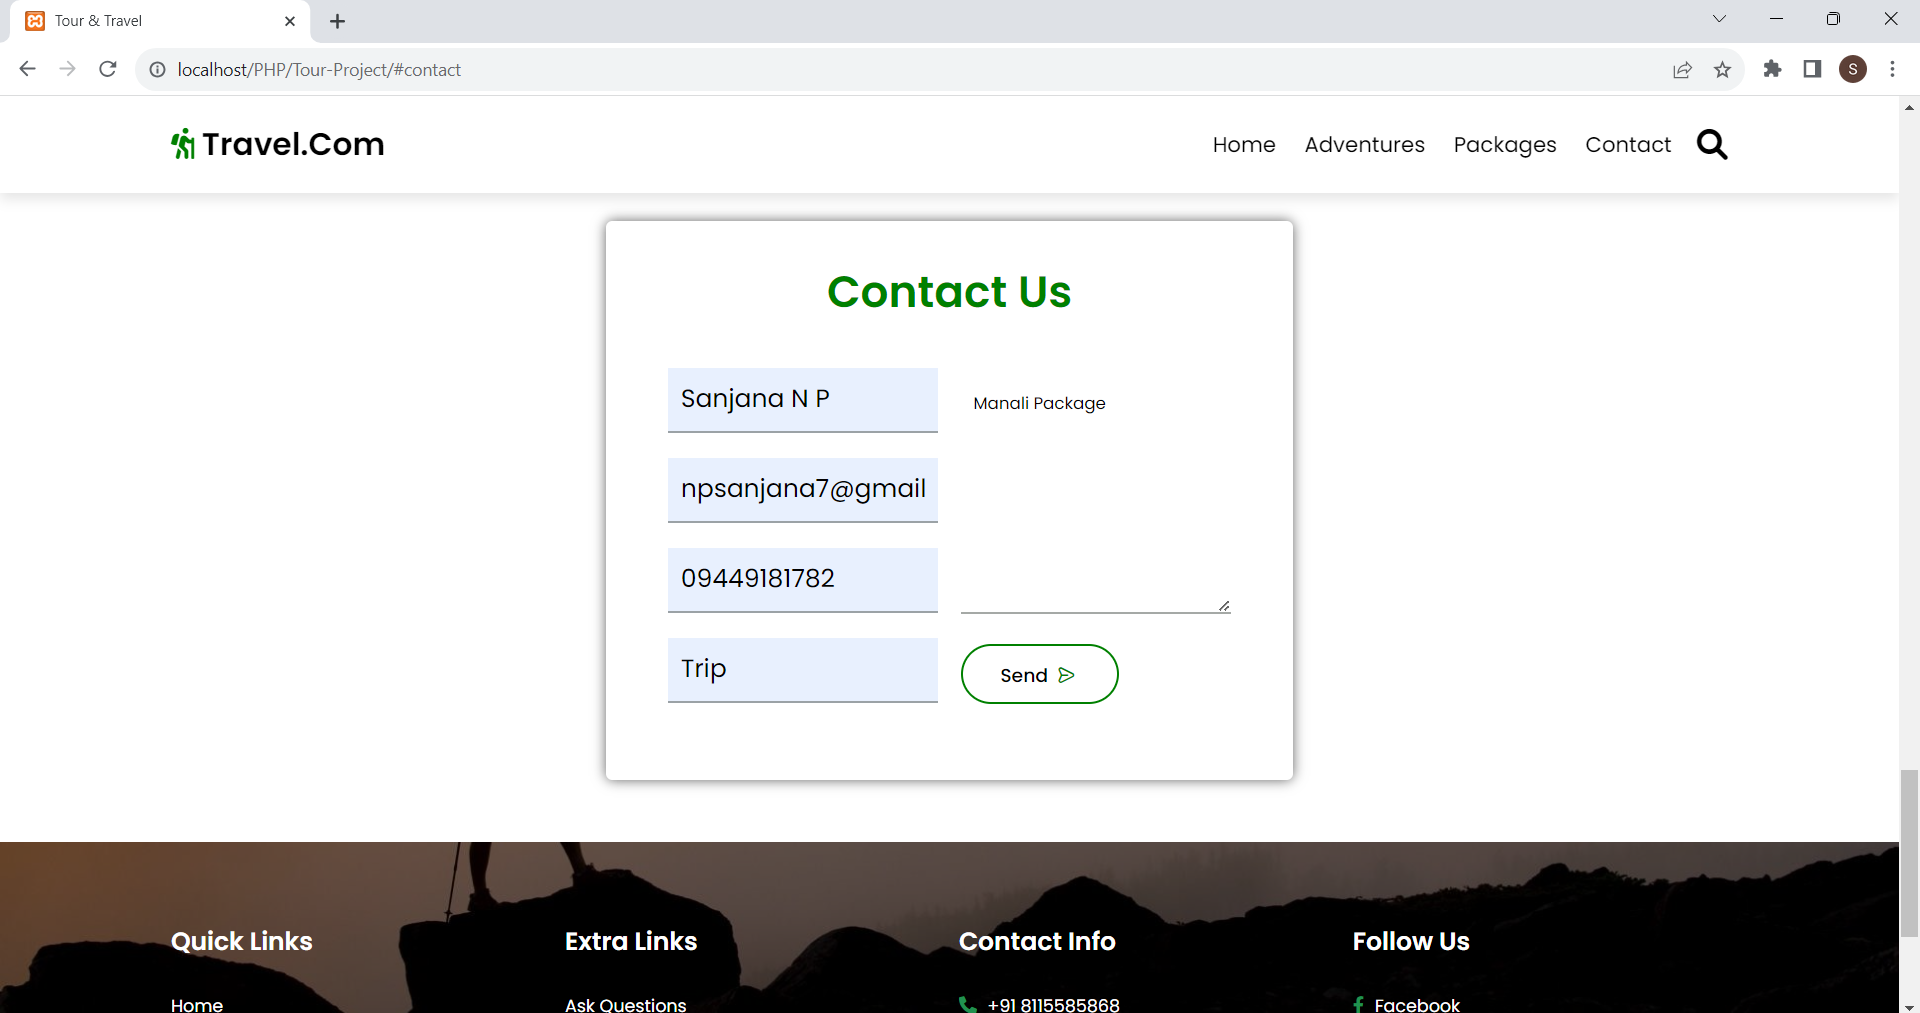 Tour & Travel
localhost/PHP/Tour-Project/#contact
S
Travel.Com
Home Adventures Packages Contact
Contact Us
Sanjana N P
Manali Package
npsanjana7@gmail
09449181782
Trip
Send
Quick Links Extra Links Contact Info Follow Us
Home Ask Questions +91 8115585868 Facebook